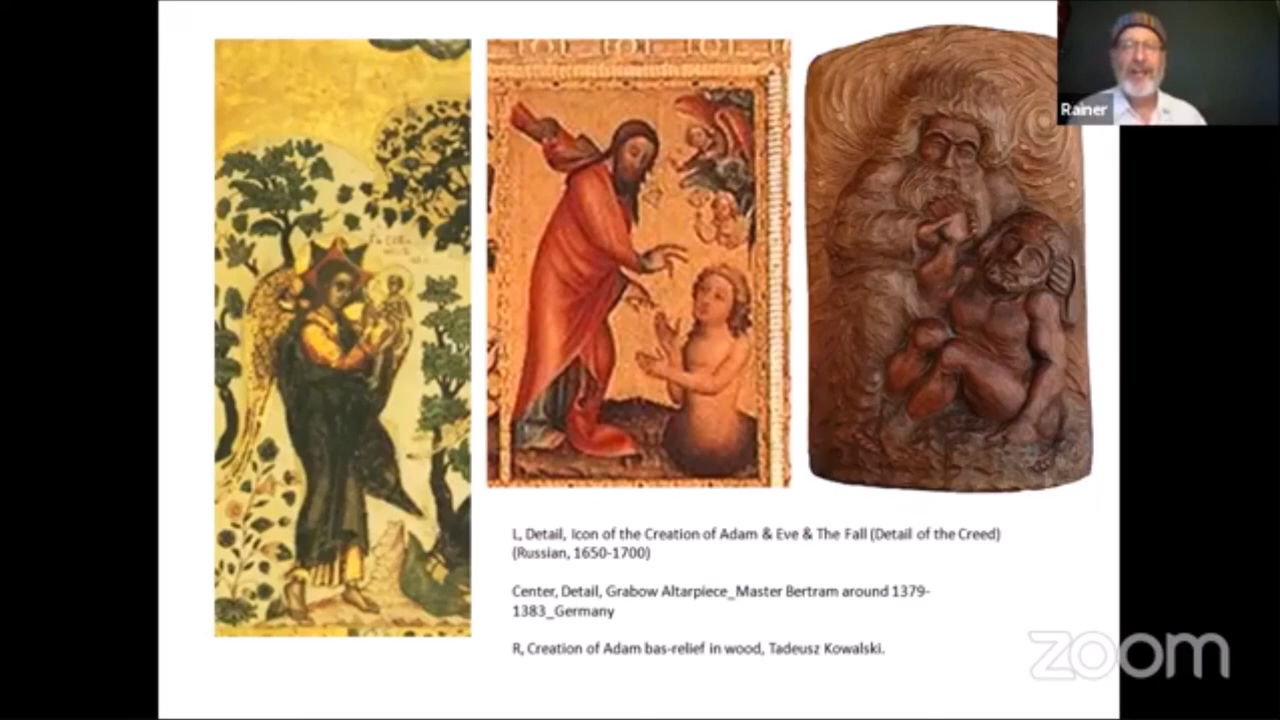 Rainer
L, Detail, Icon of the Creation of Adam & Eve & The Fall (Detail of the Creed)
(Russian, 1650-1700)
Center, Detail, Grabow Altarpiece_Master Bertram around 1379-
1383_Germany
R, Creation of Adam bas-relief in wood, Tadeusz Kowalski.
zoom